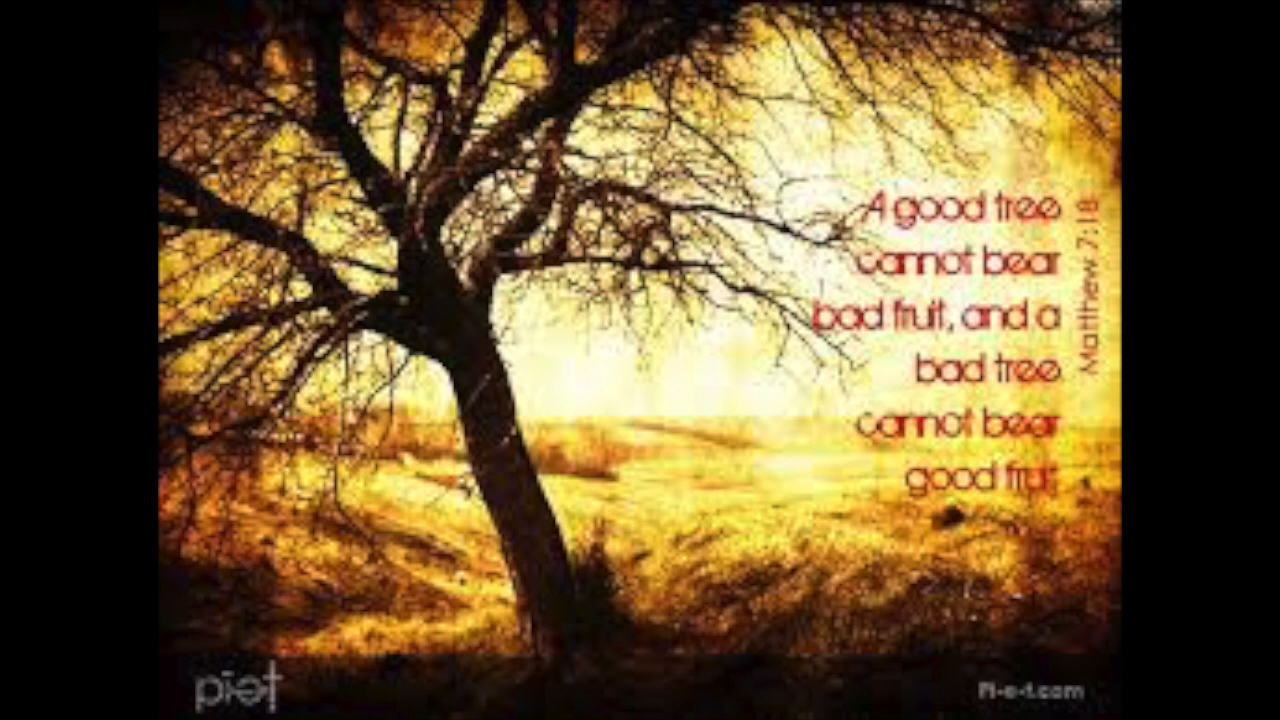 A good tree
cannot bear
bad fruit, and a
bad tree
cannot bear
good fruit
Matthew 7:18
piet
Pi-e-t.com